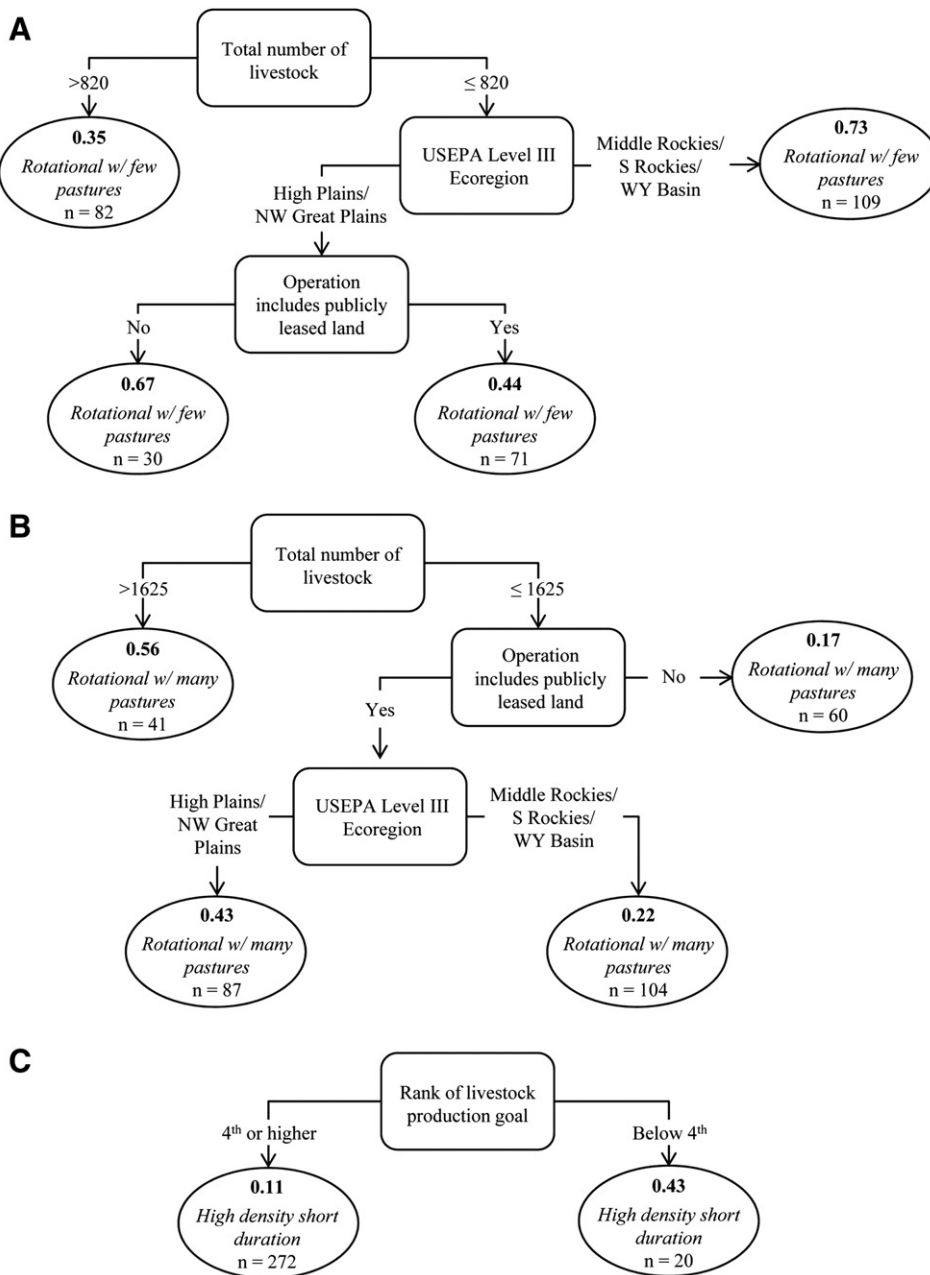 A
Total number of
livestock
>820
≤ 820
0.35
Rotational w/ few
pastures
n = 82
USEPA Level III
Ecoregion
Middle Rockies/
S Rockies/
WY Basin
0.73
Rotational w/ few
pastures
n = 109
High Plains/
NW Great Plains
Operation
includes publicly
leased land
No
Yes
0.67
Rotational w/ few
pastures
n = 30
0.44
Rotational w/ few
pastures
n = 71
B
Total number of
livestock
>1625
≤ 1625
0.56
Rotational w/ many
pastures
n = 41
Operation
includes publicly
leased land
No
0.17
Rotational w/ many
pastures
n = 60
Yes
High Plains/
NW Great
Plains
USEPA Level III
Ecoregion
Middle Rockies/
S Rockies/
WY Basin
0.43
Rotational w/ many
pastures
n = 87
0.22
Rotational w/ many
pastures
n = 104
C
Rank of livestock
production goal
4th or higher
Below 4th
0.11
High density short
duration
n = 272
0.43
High density short
duration
n = 20